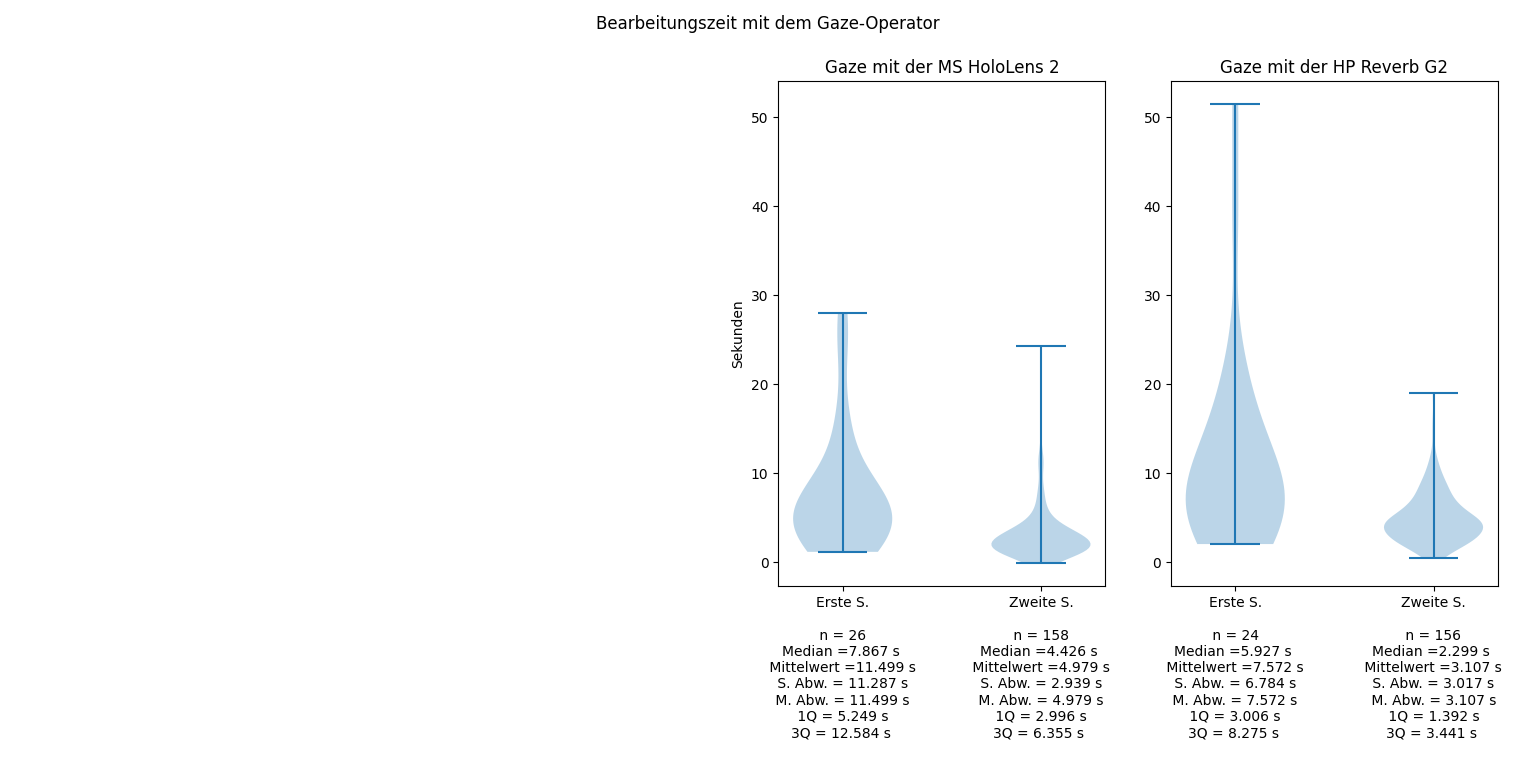 Bearbeitungszeit mit dem Gaze-Operator
Gaze mit der MS HoloLens 2
Sekunden
50
40
30
20
10
0
Erste S.
n = 26
Median =7.867 s
Mittelwert =11.499 s
S. Abw. = 11.287 s
M. Abw. = 11.499 s
1Q = 5.249 s
3Q = 12.584 s
Zweite S.
n = 158
Median =4.426 s
Mittelwert =4.979 s
S. Abw. = 2.939 s
M. Abw. = 4.979 s
1Q = 2.996 s
3Q = 6.355 s
Gaze mit der HP Reverb G2
50
40
30
20
10
0
Erste S.
n = 24
Median =5.927 s
Mittelwert =7.572 s
S. Abw. = 6.784 s
M. Abw. = 7.572 s
1Q = 3.006 s
3Q = 8.275 s
Zweite S.
n = 156
Median =2.299 s
Mittelwert =3.107 s
S. Abw. = 3.017 s
M. Abw. = 3.107 s
1Q = 1.392 s
3Q = 3.441 s